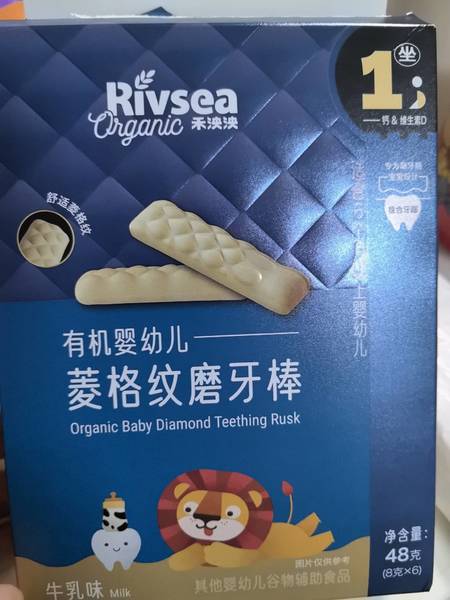 Rivsea
Organic 禾泱泱
坐
1
钙 & 维生素D
专为磨牙期
宝宝设计
舒适菱格纹
有机婴幼儿
菱格纹磨牙棒
Organic Baby Diamond Teething Rusk
图片仅供参考
净含量:
48克
(8克×6)
牛乳味 Milk
其他婴幼儿谷物辅助食品